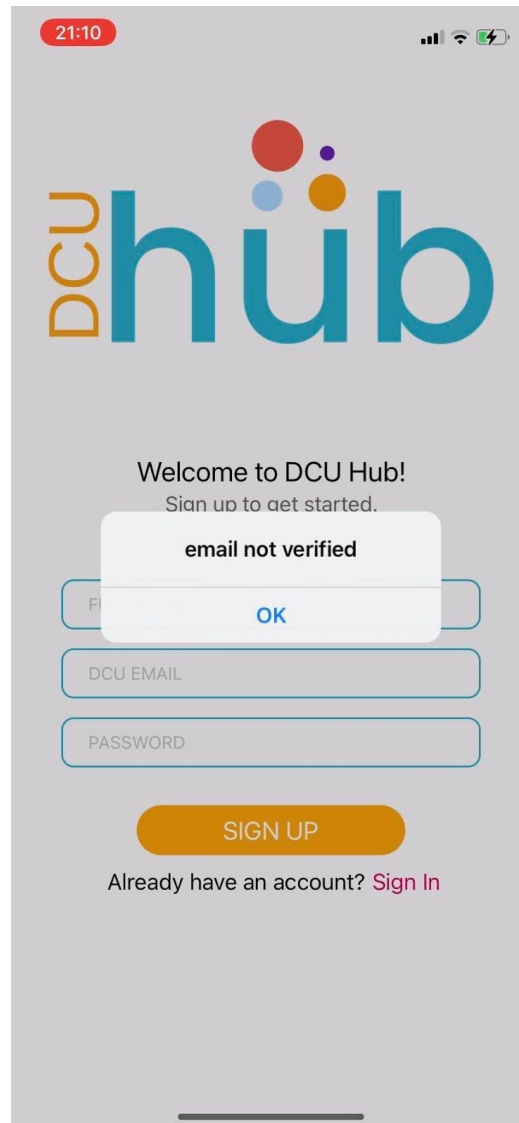 21:10
DCU
hüb
Welcome to DCU Hub!
Sign up to get started.
email not verified
OK
DCU EMAIL
PASSWORD
SIGN UP
Already have an account? Sign In